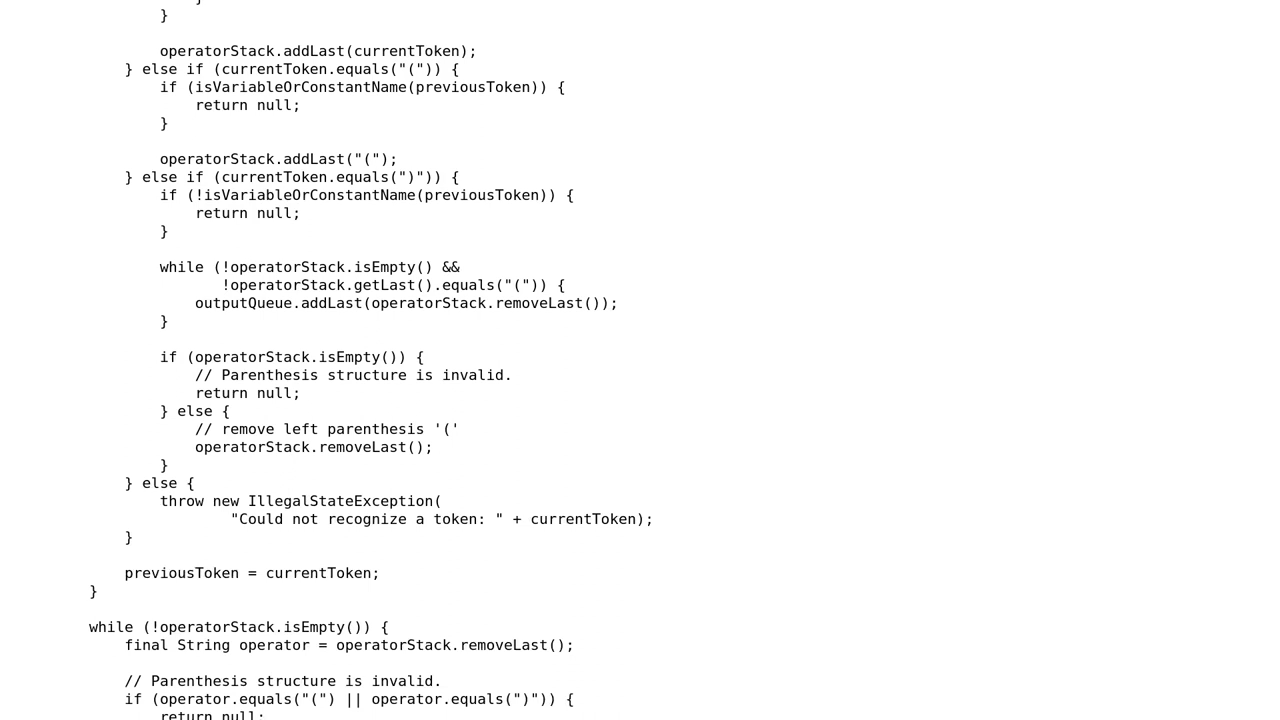 }
}

operatorStack.addLast(currentToken);
} else if (currentToken.equals("(")) {
if (isVariableOrConstantName(previousToken)) {
return null;
}

operatorStack.addLast("(");
} else if (currentToken.equals(")")) {
if (!isVariableOrConstantName(previousToken)) {
return null;
}

while (!operatorStack.isEmpty() &&
!operatorStack.getLast().equals("(")) {
outputQueue.addLast(operatorStack.removeLast());
}

if (operatorStack.isEmpty()) {
// Parenthesis structure is invalid.
return null;
} else {
// remove left parenthesis '('
operatorStack.removeLast();
}
} else {
throw new IllegalStateException(
"Could not recognize a token: " + currentToken);
}

previousToken = currentToken;
}

while (!operatorStack.isEmpty()) {
final String operator = operatorStack.removeLast();

// Parenthesis structure is invalid.
if (operator.equals("(") || operator.equals(")")) {
return null;